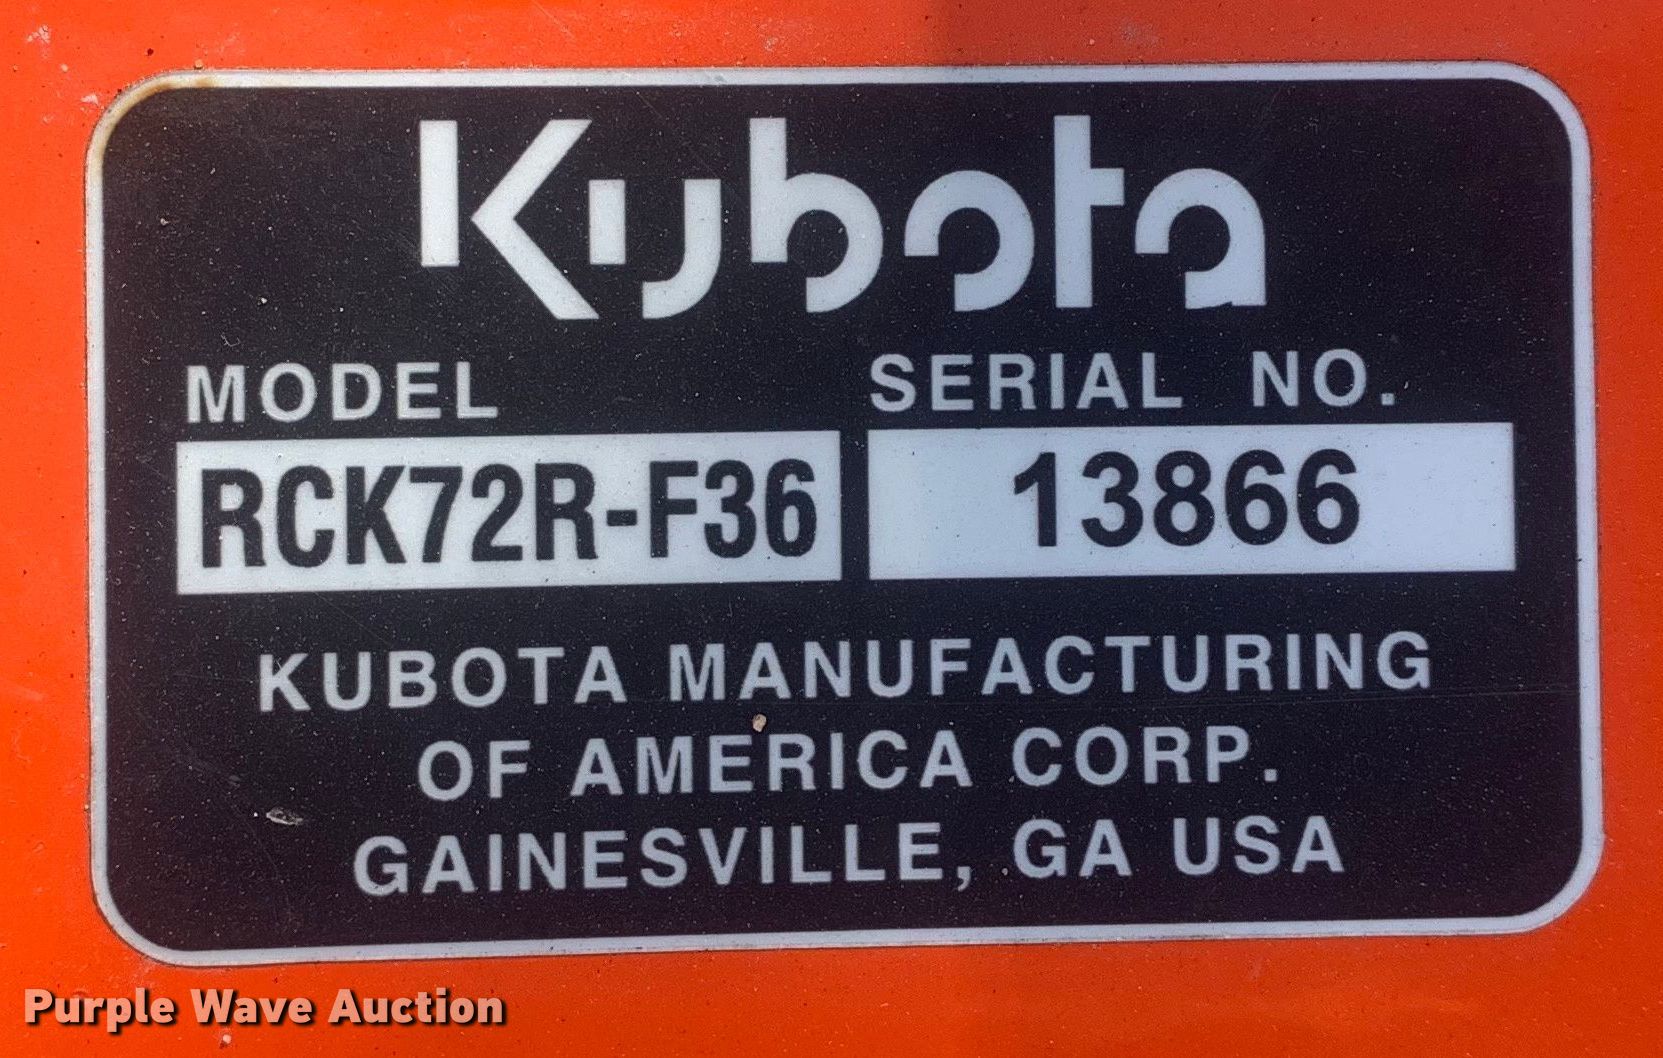 Kubota
MODEL SERIAL NO.
RCK72R-F36 13866
KUBOTA MANUFACTURING
OF AMERICA CORP.
GAINESVILLE, GA USA
Purple Wave Auction